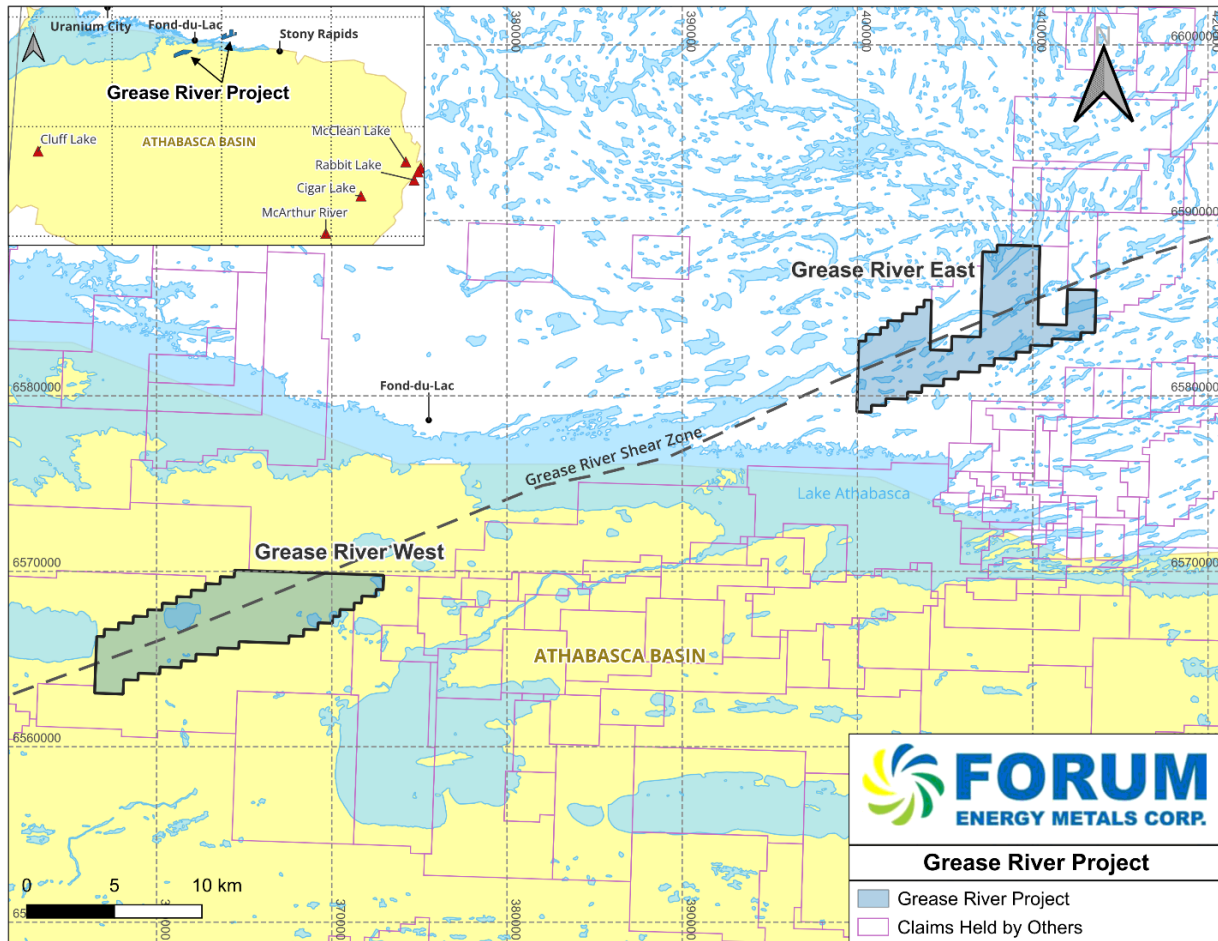 Uranium City
Fond-du-Lac
Stony Rapids
Grease River Project
Cluff Lake
ATHABASCA BASIN
McClean Lake
Rabbit Lake
Cigar Lake
McArthur River
380000
390000
400000
410000
6600000
N
6590000
Grease River East
Fond-du-Lac
6580000
6580000
Grease River Shear Zone
Lake Athabasca
Grease River West
6570000
6570000
ATHABASCA BASIN
6560000
FORUM
ENERGY METALS CORP.
Grease River Project
Grease River Project
Claims Held by Others
0 5 10 km
370000
380000
390000